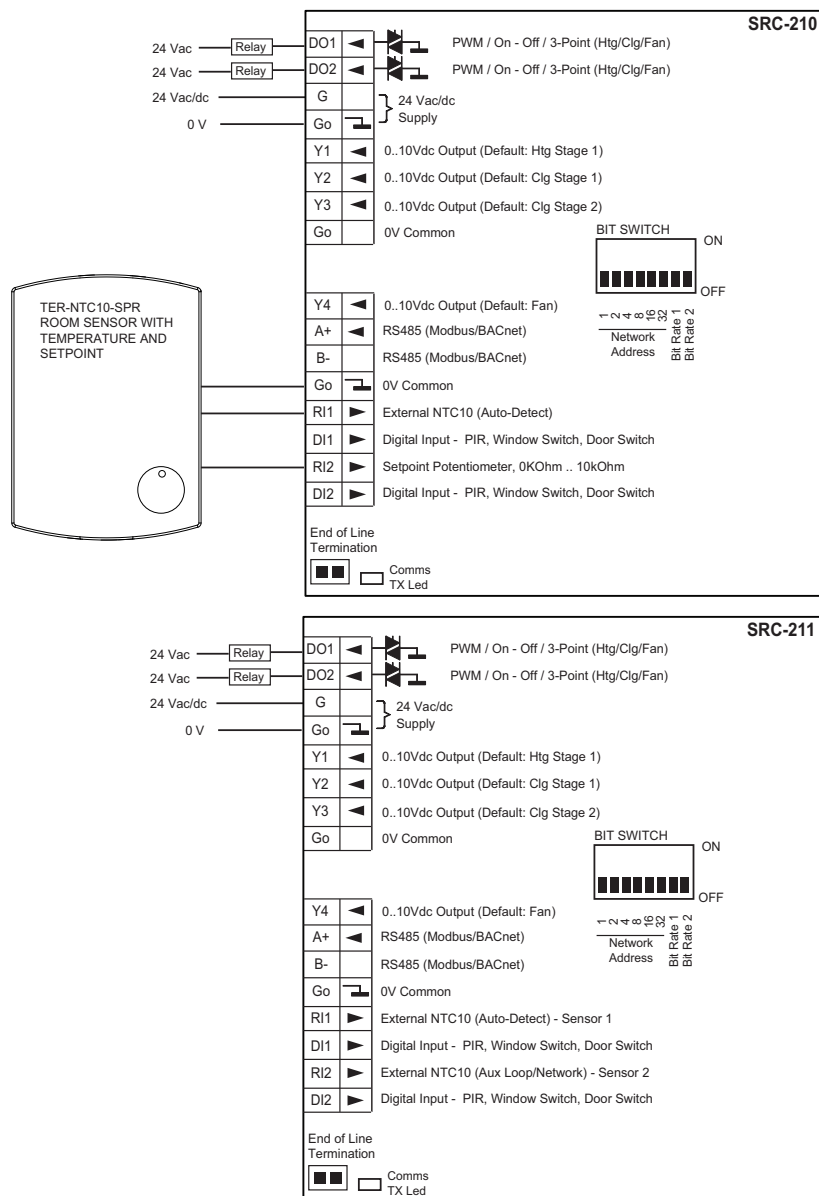 SRC-210
24 Vac Relay DO1 PWM / On - Off / 3-Point (Htg/Clg/Fan)
24 Vac Relay DO2 PWM / On - Off / 3-Point (Htg/Clg/Fan)
24 Vac/dc G 24 Vac/dc
0 V Go Supply
Y1 0..10Vdc Output (Default: Htg Stage 1)
Y2 0..10Vdc Output (Default: Clg Stage 1)
Y3 0..10Vdc Output (Default: Clg Stage 2)
Go 0V Common
BIT SWITCH
ON
OFF
1 2 4 8 16 32 Bit Rate 1 Bit Rate 2
Network
Address
TER-NTC10-SPR
ROOM SENSOR WITH
TEMPERATURE AND
SETPOINT
Y4 0..10Vdc Output (Default: Fan)
A+ RS485 (Modbus/BACnet)
B- RS485 (Modbus/BACnet)
Go 0V Common
RI1 External NTC10 (Auto-Detect)
DI1 Digital Input - PIR, Window Switch, Door Switch
RI2 Setpoint Potentiometer, 0KOhm .. 10kOhm
DI2 Digital Input - PIR, Window Switch, Door Switch
End of Line
Termination
Comms
TX Led
SRC-211
24 Vac Relay DO1 PWM / On - Off / 3-Point (Htg/Clg/Fan)
24 Vac Relay DO2 PWM / On - Off / 3-Point (Htg/Clg/Fan)
24 Vac/dc G 24 Vac/dc
0 V Go Supply
Y1 0..10Vdc Output (Default: Htg Stage 1)
Y2 0..10Vdc Output (Default: Clg Stage 1)
Y3 0..10Vdc Output (Default: Clg Stage 2)
Go 0V Common
BIT SWITCH
ON
OFF
1 2 4 8 16 32 Bit Rate 1 Bit Rate 2
Network
Address
Y4 0..10Vdc Output (Default: Fan)
A+ RS485 (Modbus/BACnet)
B- RS485 (Modbus/BACnet)
Go 0V Common
RI1 External NTC10 (Auto-Detect) - Sensor 1
DI1 Digital Input - PIR, Window Switch, Door Switch
RI2 External NTC10 (Aux Loop/Network) - Sensor 2
DI2 Digital Input - PIR, Window Switch, Door Switch
End of Line
Termination
Comms
TX Led